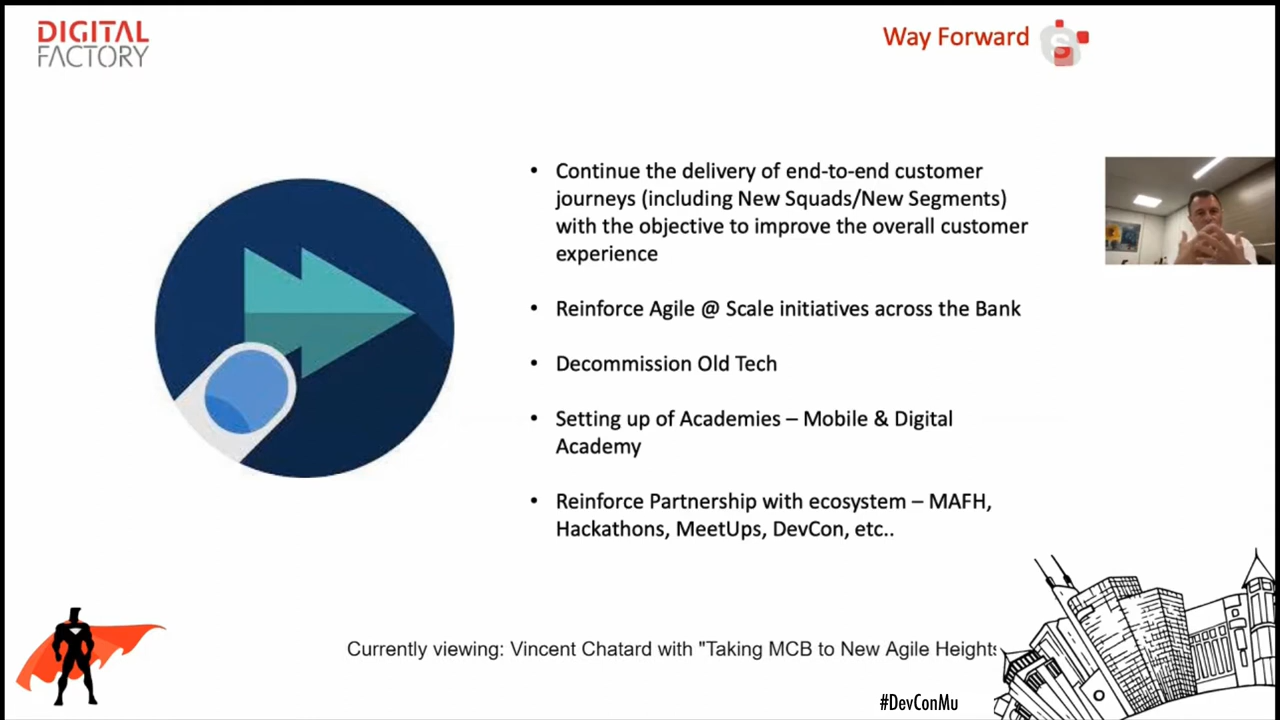 DIGITAL
FACTORY
Way Forward
S
• Continue the delivery of end-to-end customer
journeys (including New Squads/New Segments)
with the objective to improve the overall customer
experience
• Reinforce Agile @ Scale initiatives across the Bank
• Decommission Old Tech
• Setting up of Academies – Mobile & Digital
Academy
• Reinforce Partnership with ecosystem – MAFH,
Hackathons, MeetUps, DevCon, etc..
Currently viewing: Vincent Chatard with "Taking MCB to New Agile Heights
#DevConMu